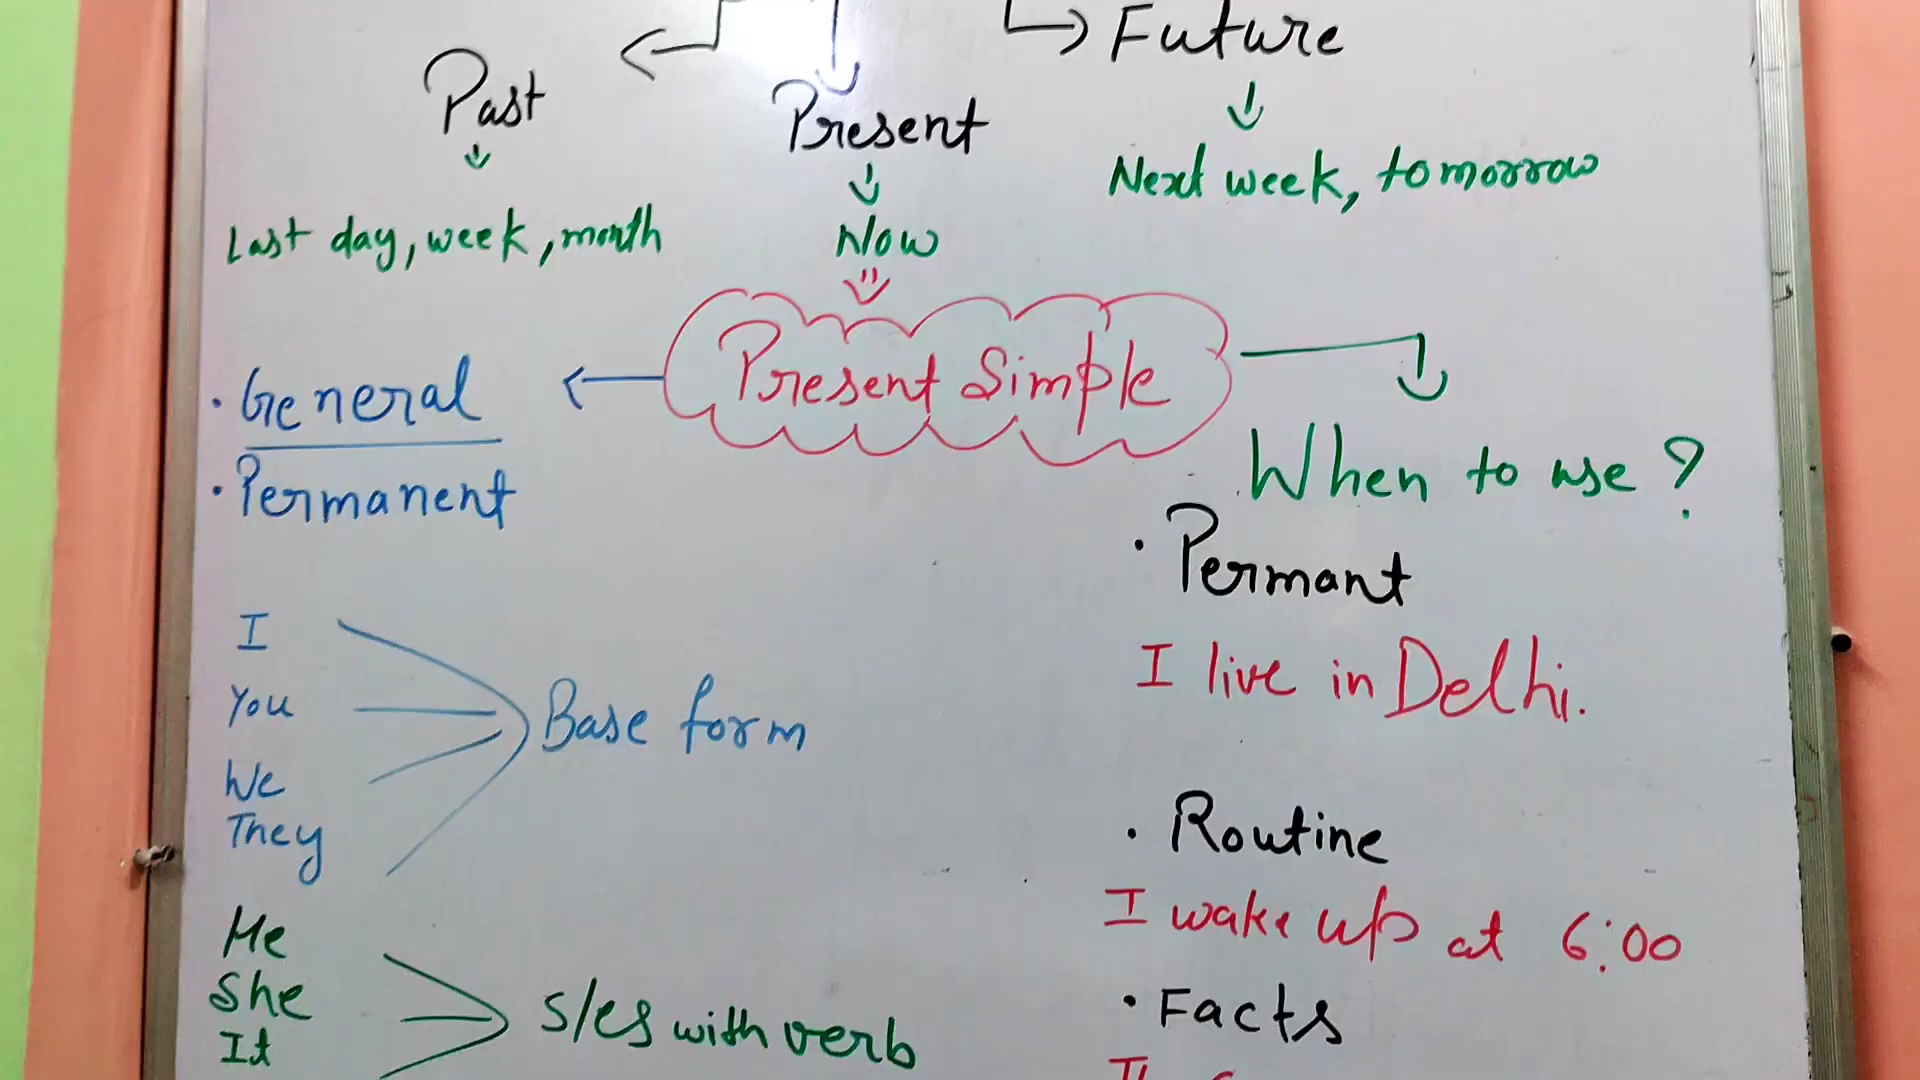 Past
Present
Future
Last day, week, month
Now
Next week, tomorrow
Present Simple
· General
· Permanent
I
You
We
They
Base form
He
She
It
s/es with verb
When to use?
· Permant
I live in Delhi.
· Routine
I wake up at 6:00
· Facts